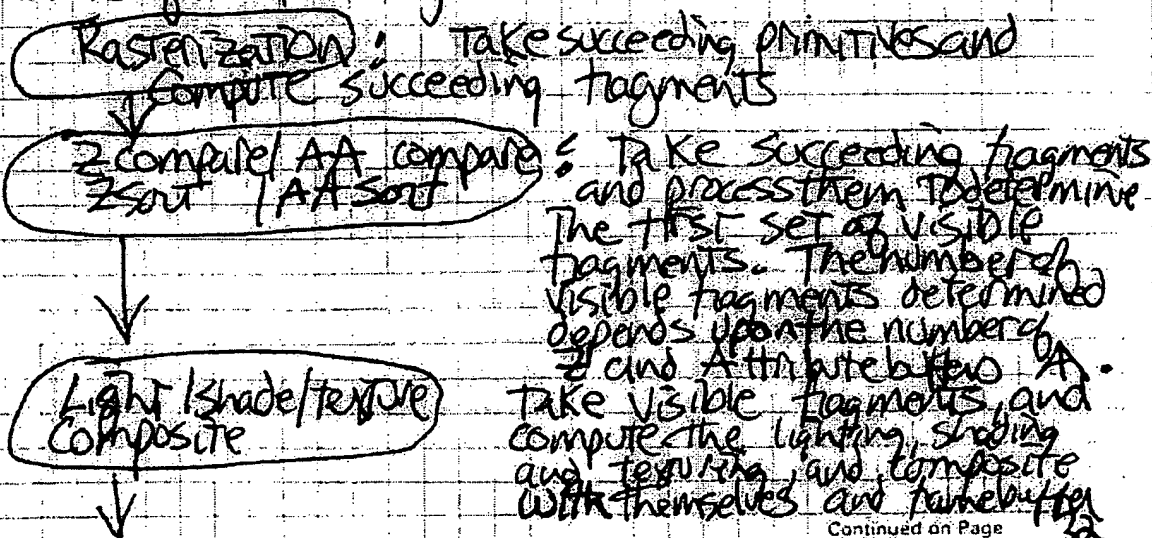 Rasterization : Take succeeding primitives and
compute succeeding fragments
Z compare / AA compare : Take succeeding fragments
Z sort / AA sort and process them to determine
the first set of visible
fragments. The number of
visible fragments determined
depends upon the number of
Z and Attribute buffers
Light / shade / texture Take visible fragments, and
composite compute the lighting, shading
and texturing, and composite
with themselves and framebuffer
Continued on Page